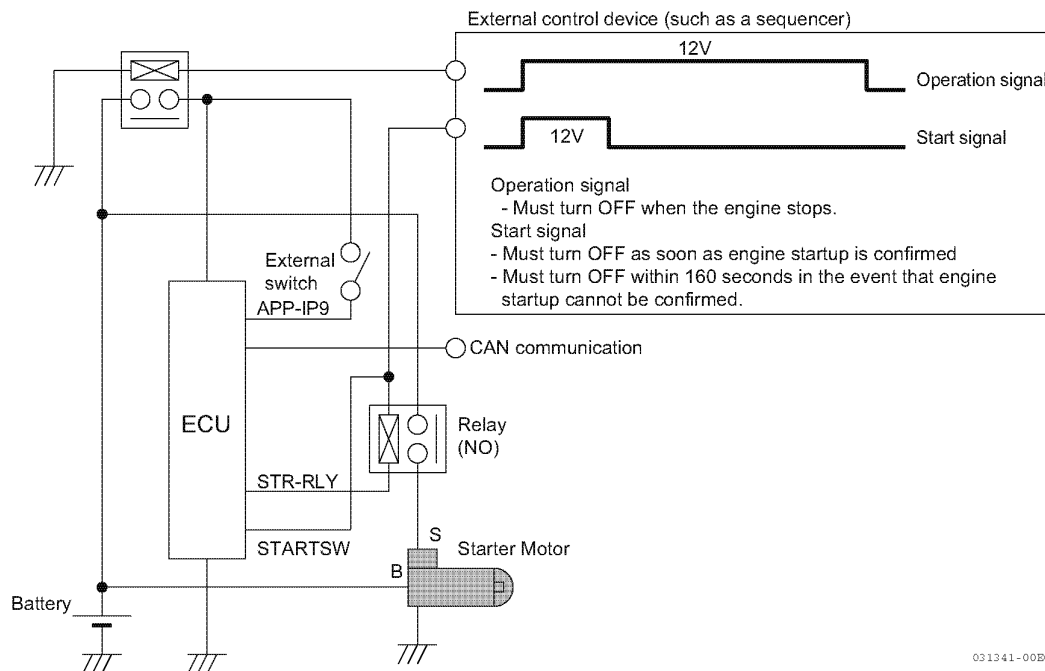 External control device (such as a sequencer)
12V
Operation signal
12V
Start signal
Operation signal
- Must turn OFF when the engine stops.
Start signal
- Must turn OFF as soon as engine startup is confirmed
- Must turn OFF within 160 seconds in the event that engine
startup cannot be confirmed.
External
switch
APP-IP9
CAN communication
ECU
Relay
(NO)
STR-RLY
STARTSW
S
Starter Motor
B
Battery
031341-00E